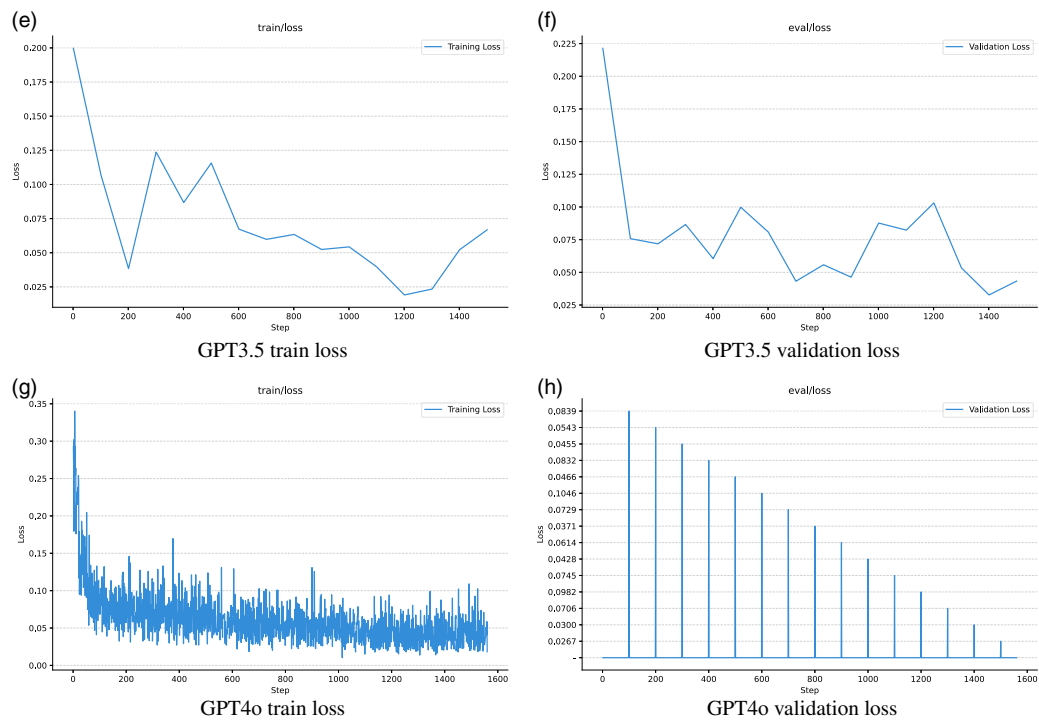 (e)
train/loss
Training Loss
0.200
0.175
0.150
0.125
0.100
0.075
0.050
0.025
Loss
0 200 400 600 800 1000 1200 1400
Step
GPT3.5 train loss
(f)
eval/loss
Validation Loss
0.225
0.200
0.175
0.150
0.125
0.100
0.075
0.050
0.025
Loss
0 200 400 600 800 1000 1200 1400
Step
GPT3.5 validation loss
(g)
train/loss
Training Loss
0.35
0.30
0.25
0.20
0.15
0.10
0.05
0.00
Loss
0 200 400 600 800 1000 1200 1400 1600
Step
GPT4o train loss
(h)
eval/loss
Validation Loss
0.0839
0.0543
0.0455
0.0832
0.0466
0.1046
0.0729
0.0371
0.0614
0.0428
0.0745
0.0982
0.0706
0.0300
0.0267
-
Loss
0 200 400 600 800 1000 1200 1400 1600
Step
GPT4o validation loss